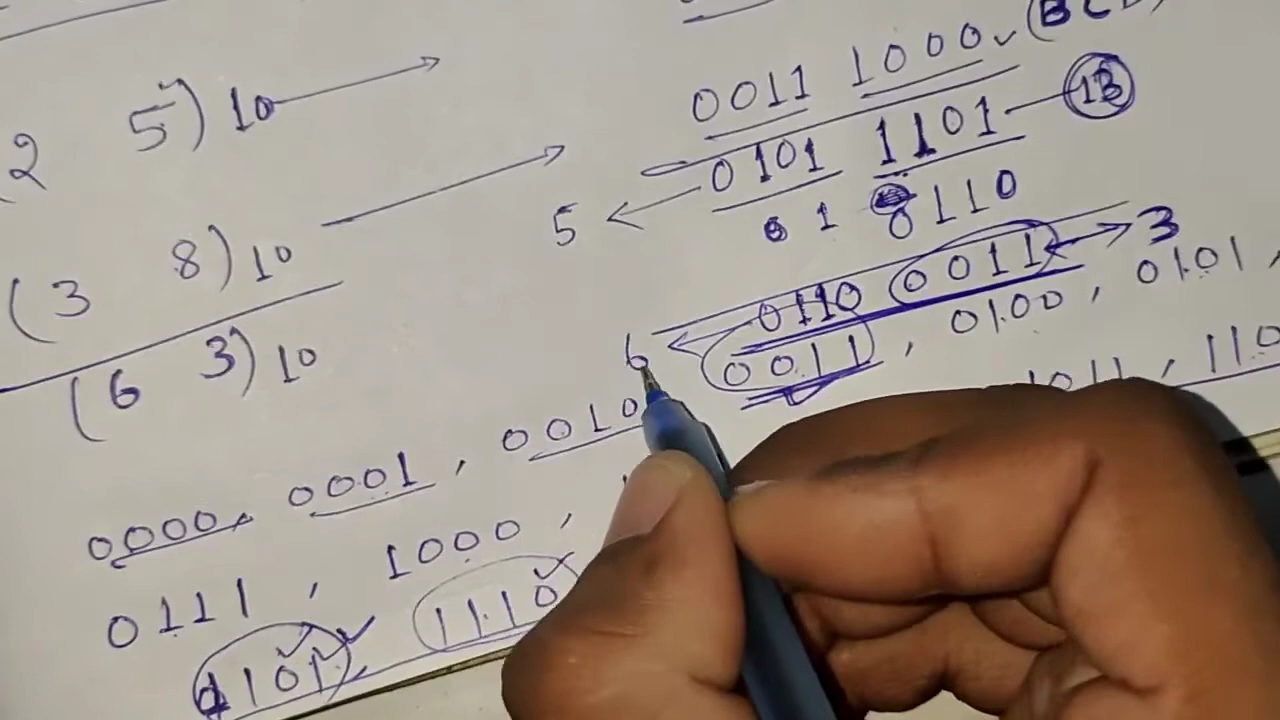 (2 5)10
(3 8)10
(6 3)10
0011 1000 (BCD)
0101 1101 13
5
1 0110
0110 0011 3
6
0000, 0001, 0010 0011, 0100, 0101,
0111, 1000, 1011, 110
1101 1110